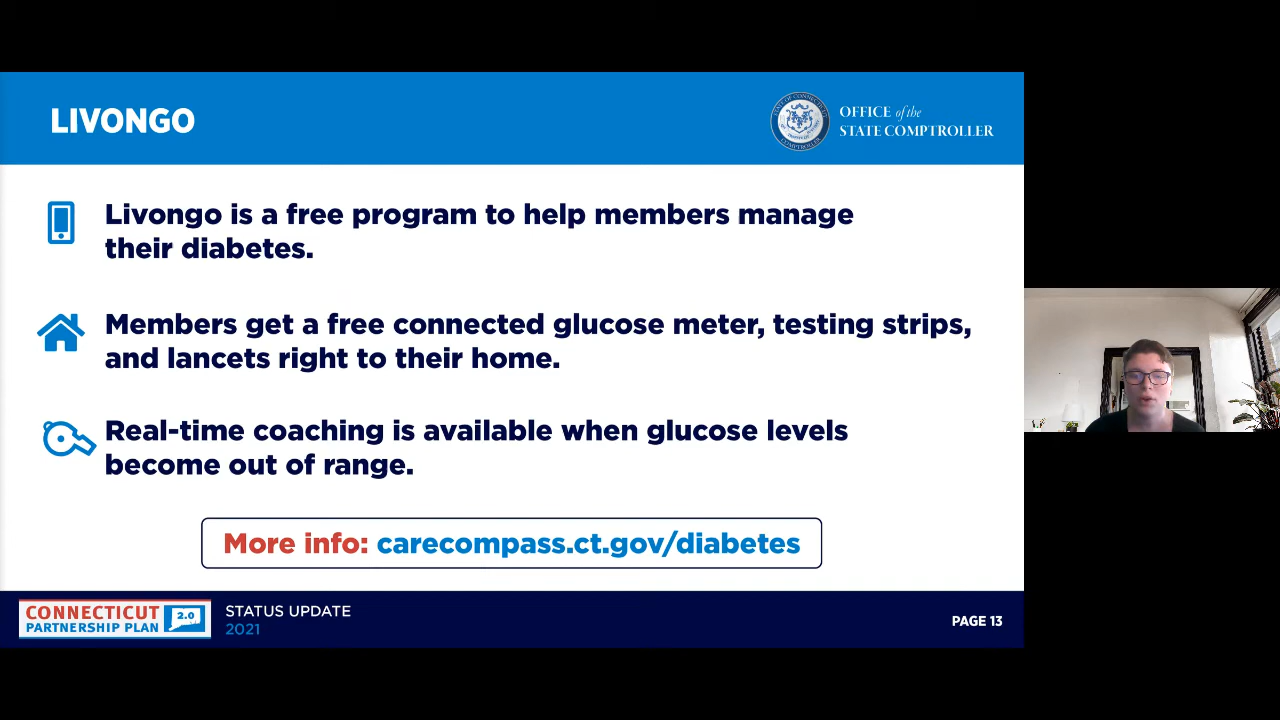 LIVONGO
OFFICE of the
STATE COMPTROLLER
Livongo is a free program to help members manage
their diabetes.
Members get a free connected glucose meter, testing strips,
and lancets right to their home.
Real-time coaching is available when glucose levels
become out of range.
More info: carecompass.ct.gov/diabetes
CONNECTICUT 2.0
PARTNERSHIP PLAN
STATUS UPDATE
2021
PAGE 13